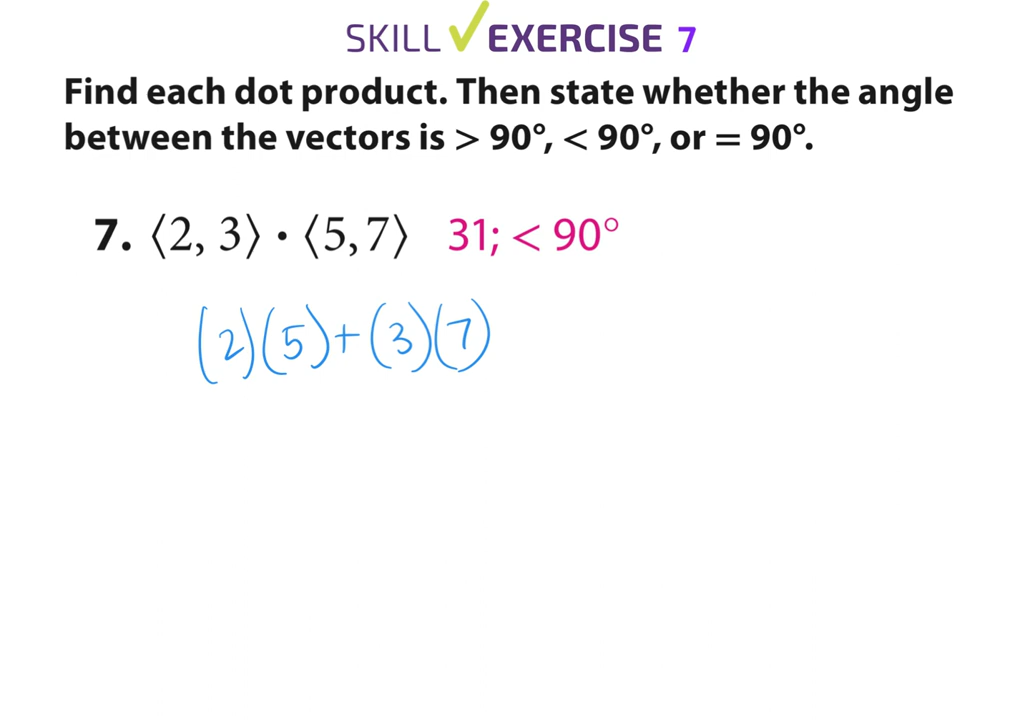 SKILL EXERCISE 7
Find each dot product. Then state whether the angle
between the vectors is > 90°, < 90°, or = 90°.
7. ⟨2, 3⟩ · ⟨5, 7⟩ 31; < 90°
(2)(5)+(3)(7)